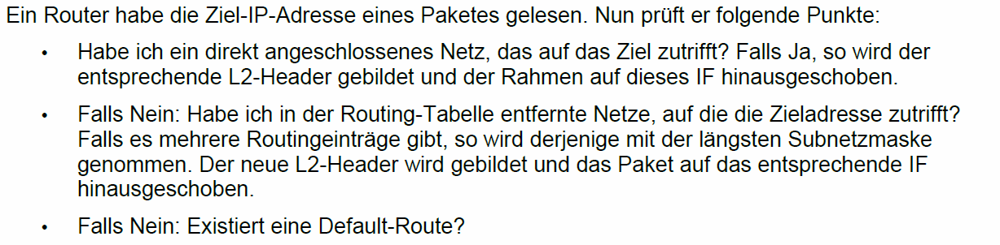 Ein Router habe die Ziel-IP-Adresse eines Paketes gelesen. Nun prüft er folgende Punkte:
• Habe ich ein direkt angeschlossenes Netz, das auf das Ziel zutrifft? Falls Ja, so wird der
entsprechende L2-Header gebildet und der Rahmen auf dieses IF hinausgeschoben.
• Falls Nein: Habe ich in der Routing-Tabelle entfernte Netze, auf die die Zieladresse zutrifft?
Falls es mehrere Routingeinträge gibt, so wird derjenige mit der längsten Subnetzmaske
genommen. Der neue L2-Header wird gebildet und das Paket auf das entsprechende IF
hinausgeschoben.
• Falls Nein: Existiert eine Default-Route?